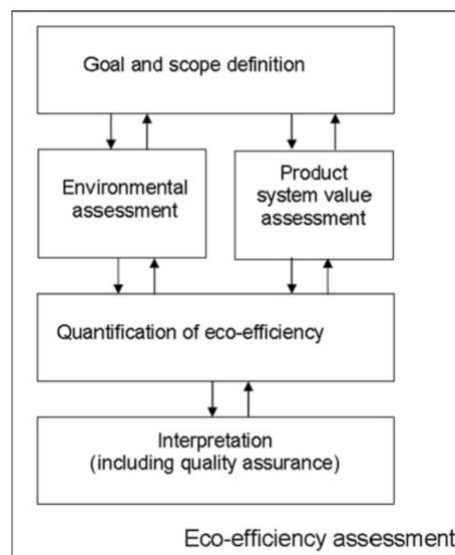 Goal and scope definition
Environmental
assessment
Product
system value
assessment
Quantification of eco-efficiency
Interpretation
(including quality assurance)
Eco-efficiency assessment